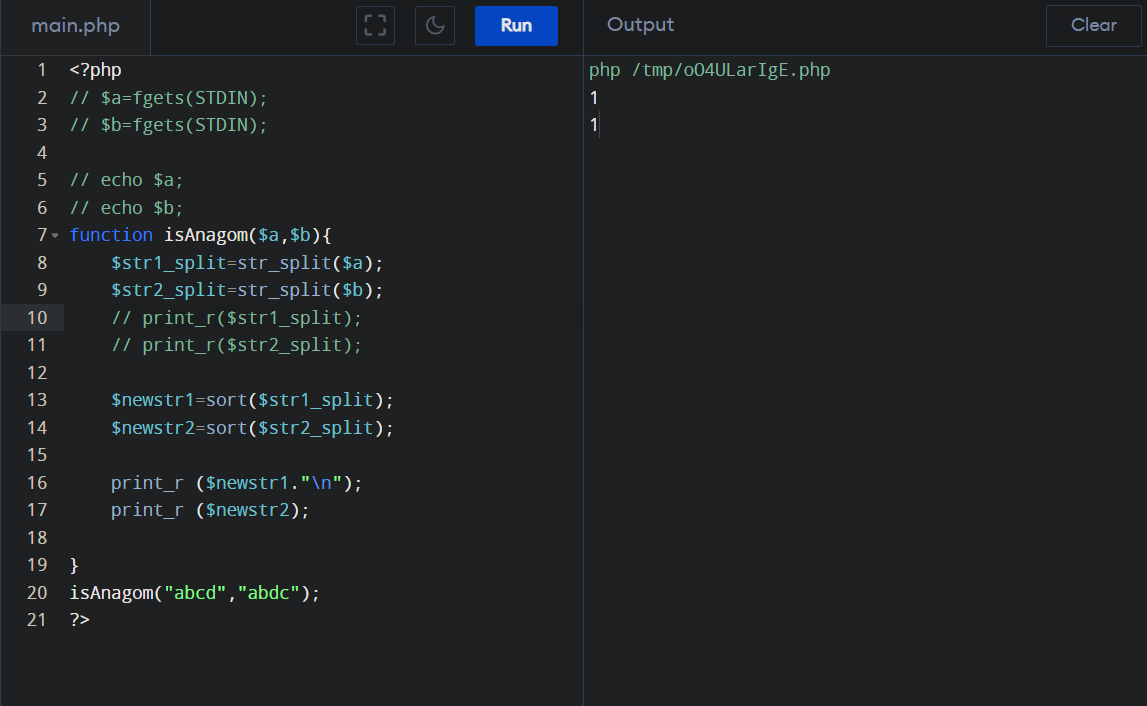 main.php
Run
Output
Clear
1 <?php
2 // $a=fgets(STDIN);
3 // $b=fgets(STDIN);
4
5 // echo $a;
6 // echo $b;
7 function isAnagom($a,$b){
8     $str1_split=str_split($a);
9     $str2_split=str_split($b);
10     // print_r($str1_split);
11     // print_r($str2_split);
12
13     $newstr1=sort($str1_split);
14     $newstr2=sort($str2_split);
15
16     print_r ($newstr1."\n");
17     print_r ($newstr2);
18
19 }
20 isAnagom("abcd","abdc");
21 ?>
php /tmp/oO4ULarIgE.php
1
1